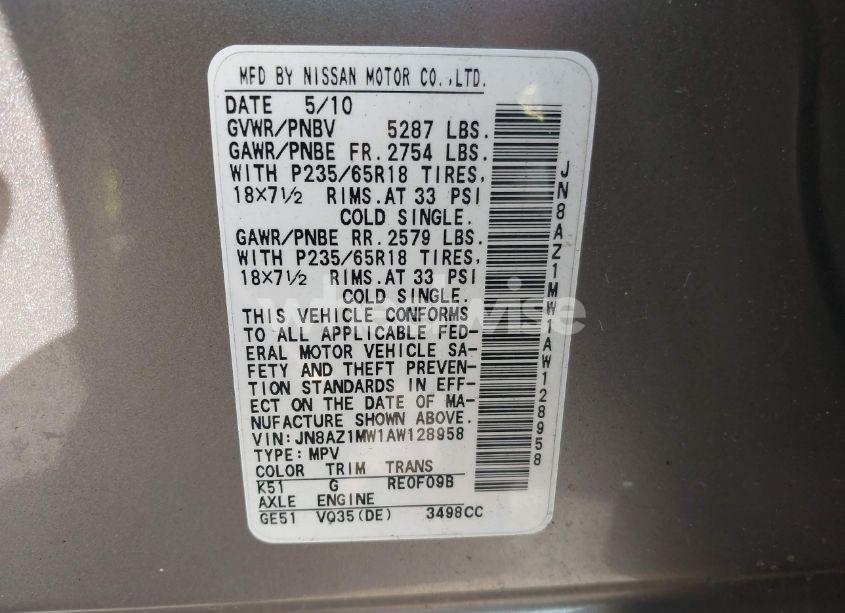 MFD BY NISSAN MOTOR CO.,LTD.
DATE 5/10
GVWR/PNBV 5287 LBS.
GAWR/PNBE FR. 2754 LBS.
WITH P235/65R18 TIRES,
18X7½ RIMS.AT 33 PSI
COLD SINGLE.
GAWR/PNBE RR. 2579 LBS.
WITH P235/65R18 TIRES,
18X7½ RIMS.AT 33 PSI
COLD SINGLE.
THIS VEHICLE CONFORMS
TO ALL APPLICABLE FED-
ERAL MOTOR VEHICLE SA-
FETY AND THEFT PREVEN-
TION STANDARDS IN EFF-
ECT ON THE DATE OF MA-
NUFACTURE SHOWN ABOVE.
VIN:JN8AZ1MW1AW128958
TYPE:MPV
COLOR TRIM TRANS
K51 G RE0F09B
AXLE ENGINE
GE51 VQ35(DE) 3498CC
JN8AZ1MW1AW128958